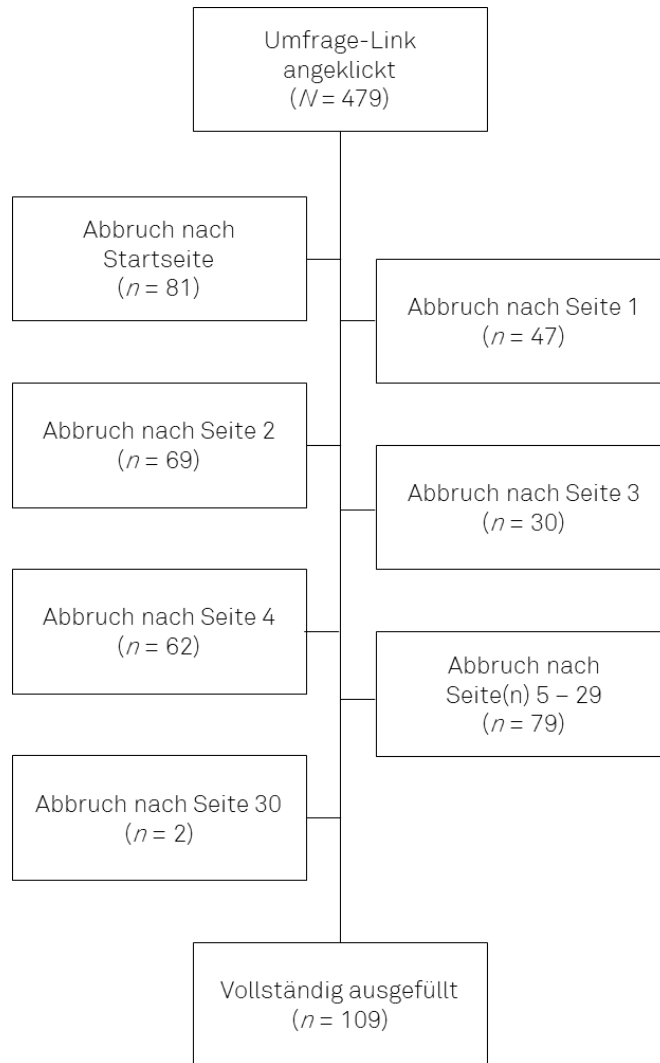 Umfrage-Link
angeklickt
(N = 479)
Abbruch nach
Startseite
(n = 81)
Abbruch nach Seite 1
(n = 47)
Abbruch nach Seite 2
(n = 69)
Abbruch nach Seite 3
(n = 30)
Abbruch nach Seite 4
(n = 62)
Abbruch nach
Seite(n) 5 – 29
(n = 79)
Abbruch nach Seite 30
(n = 2)
Vollständig ausgefüllt
(n = 109)